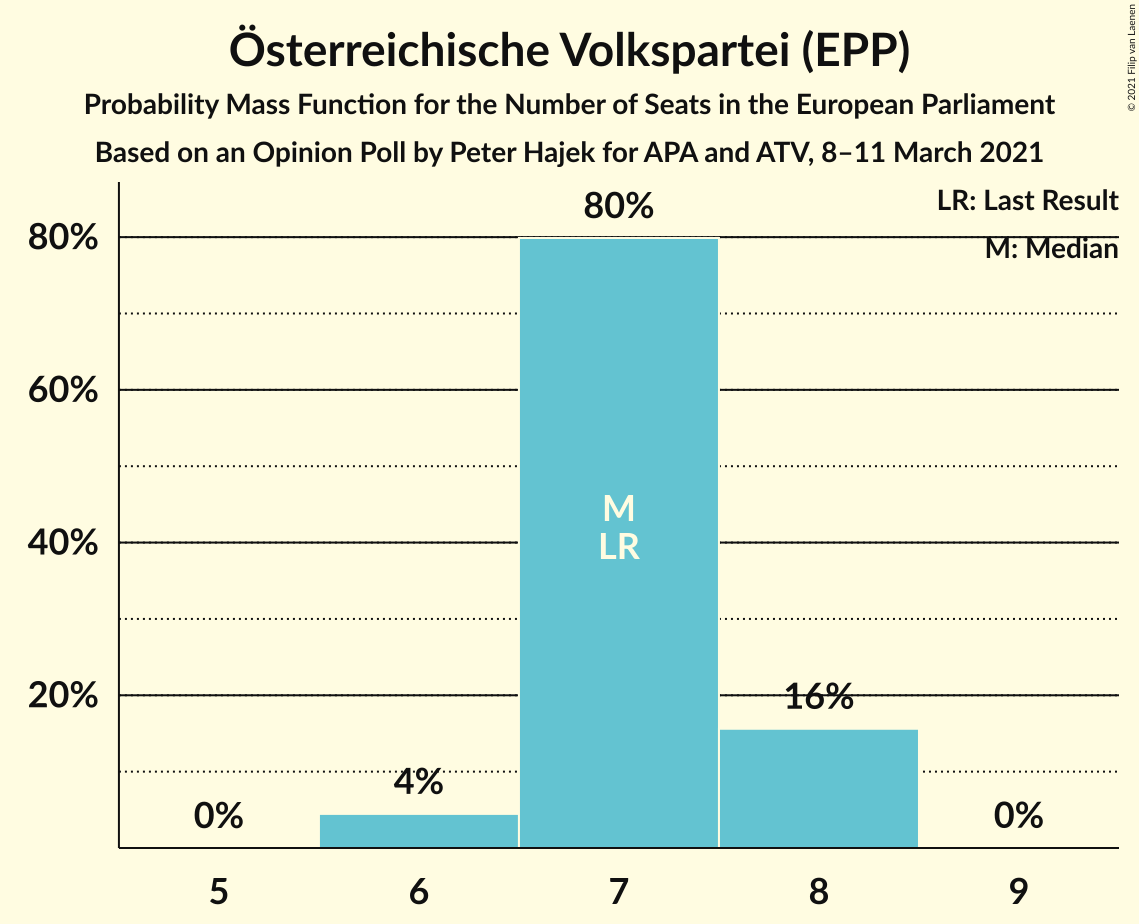 Österreichische Volkspartei (EPP)
Probability Mass Function for the Number of Seats in the European Parliament
Based on an Opinion Poll by Peter Hajek for APA and ATV, 8–11 March 2021
© 2021 Filip van Laenen
LR: Last Result
M: Median
80%
60%
40%
20%
0%
4%
80%
16%
0%
M
LR
5
6
7
8
9